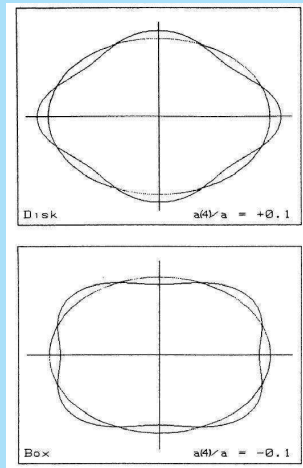 Disk a(4)/a = +0.1
Box a(4)/a = -0.1